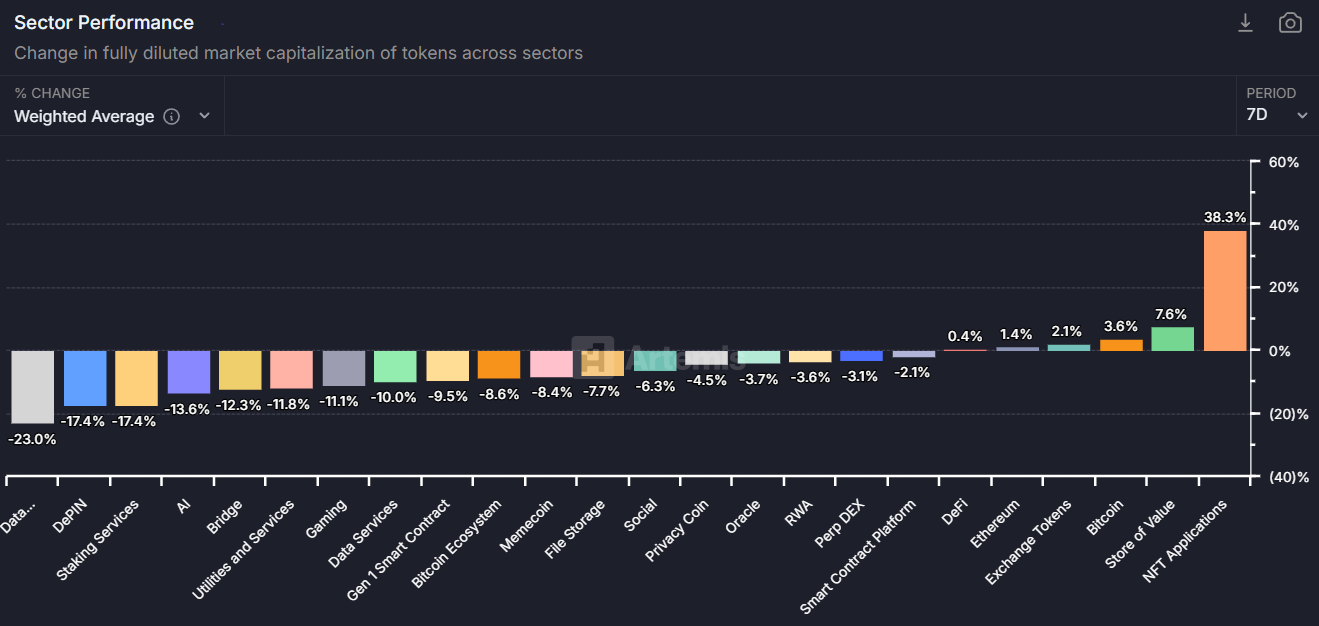 Sector Performance
Change in fully diluted market capitalization of tokens across sectors
% CHANGE
Weighted Average
PERIOD
7D
60%
40%
20%
0%
(20)%
(40)%
-23.0%
-17.4%
-17.4%
-13.6%
-12.3%
-11.8%
-11.1%
-10.0%
-9.5%
-8.6%
-8.4%
-7.7%
-6.3%
-4.5%
-3.7%
-3.6%
-3.1%
-2.1%
0.4%
1.4%
2.1%
3.6%
7.6%
38.3%
Artemis
Data...
DePIN
Staking Services
AI
Bridge
Utilities and Services
Gaming
Data Services
Gen 1 Smart Contract
Bitcoin Ecosystem
Memecoin
File Storage
Social
Privacy Coin
Oracle
RWA
Perp DEX
Smart Contract Platform
DeFi
Ethereum
Exchange Tokens
Bitcoin
Store of Value
NFT Applications